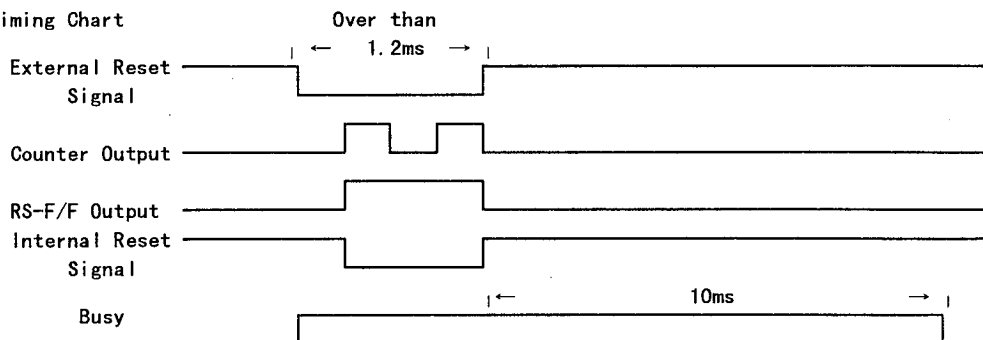 iming Chart
Over than
1.2ms
External Reset
Signal
Counter Output
RS-F/F Output
Internal Reset
Signal
10ms
Busy